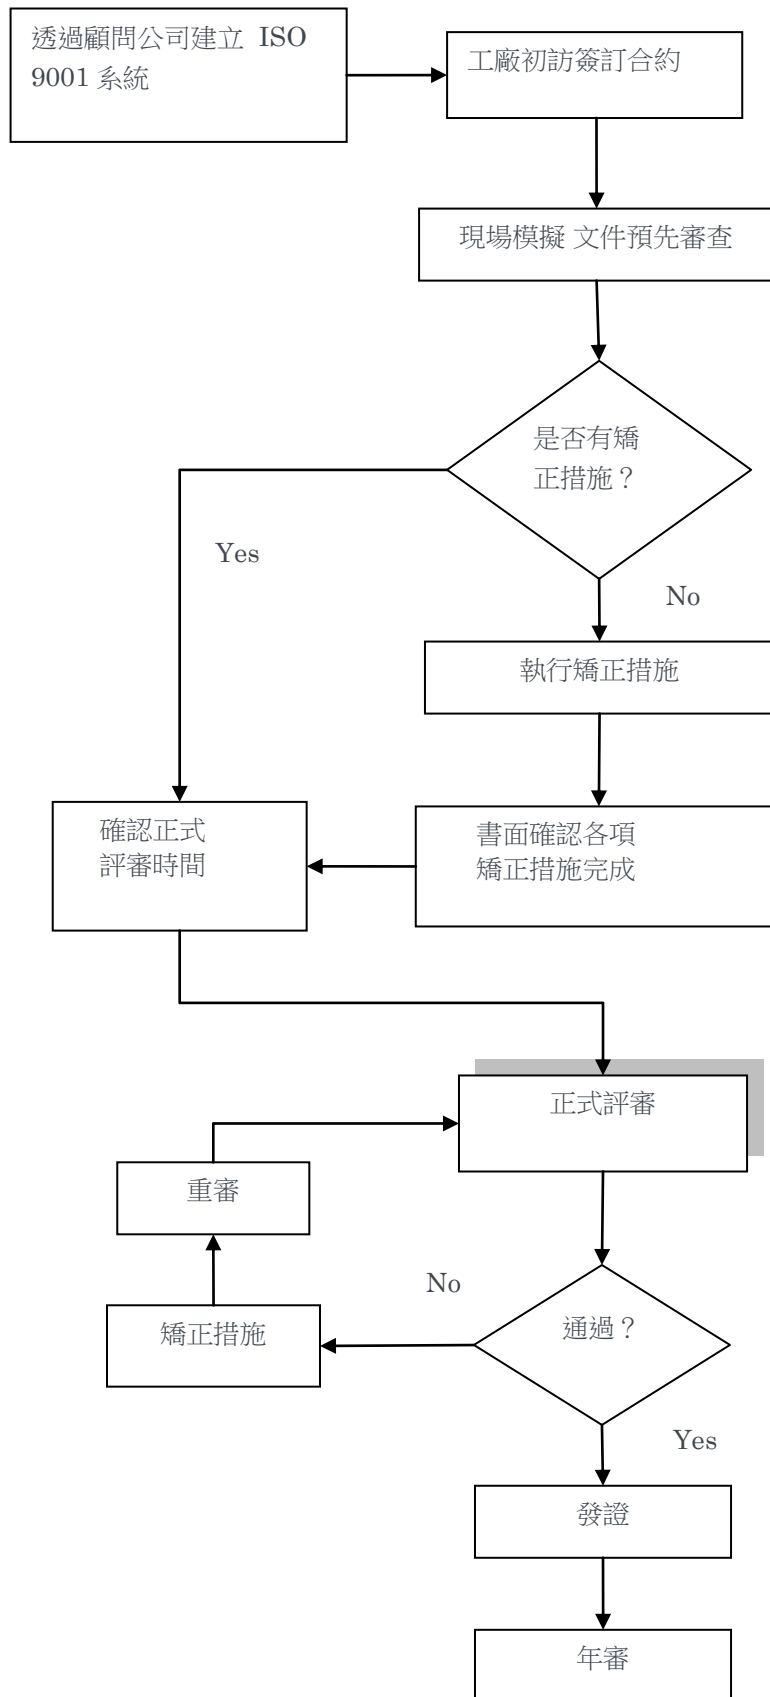 透過顧問公司建立 ISO
9001 系統
工廠初訪簽訂合約
現場模擬 文件預先審查
是否有矯
正措施？
Yes
No
執行矯正措施
確認正式
評審時間
書面確認各項
矯正措施完成
正式評審
重審
No
矯正措施
通過？
Yes
發證
年審